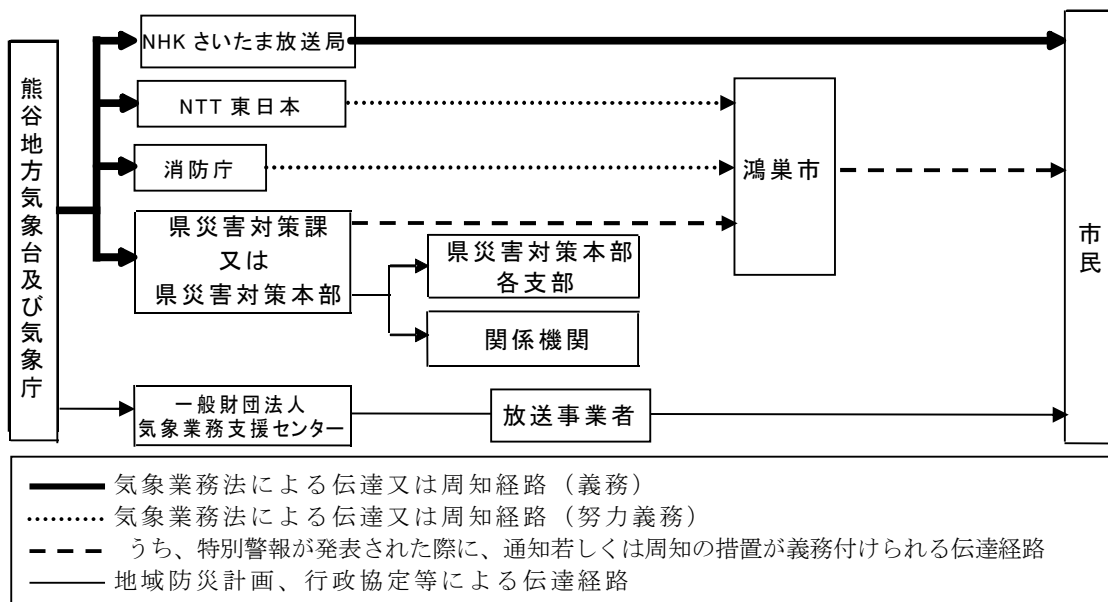 熊谷地方気象台及び気象庁
NHK さいたま放送局
NTT 東日本
消防庁
県災害対策課
又は
県災害対策本部
県災害対策本部
各支部
関係機関
一般財団法人
気象業務支援センター
放送事業者
鴻巣市
市民
気象業務法による伝達又は周知経路（義務）
気象業務法による伝達又は周知経路（努力義務）
うち、特別警報が発表された際に、通知若しくは周知の措置が義務付けられる伝達経路
地域防災計画、行政協定等による伝達経路